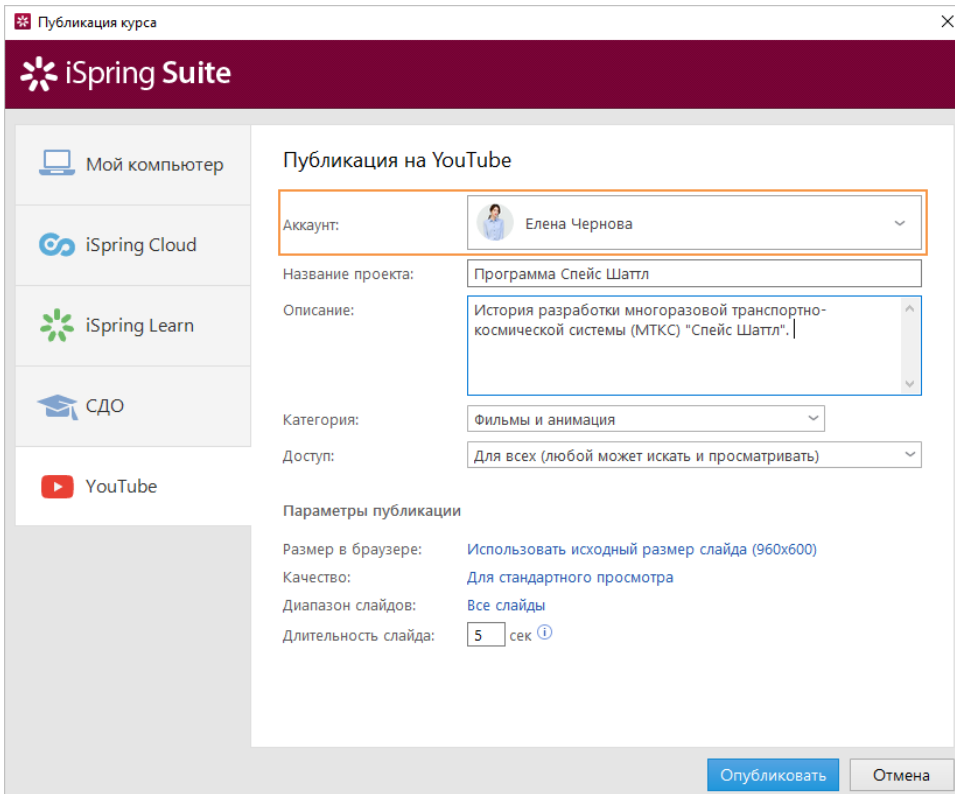 Публикация курса
iSpring Suite
Мой компьютер
iSpring Cloud
iSpring Learn
СДО
YouTube
Публикация на YouTube
Аккаунт: Елена Чернова
Название проекта: Программа Спейс Шаттл
Описание: История разработки многоразовой транспортно-
космической системы (МТКС) "Спейс Шаттл".
Категория: Фильмы и анимация
Доступ: Для всех (любой может искать и просматривать)
Параметры публикации
Размер в браузере: Использовать исходный размер слайда (960x600)
Качество: Для стандартного просмотра
Диапазон слайдов: Все слайды
Длительность слайда: 5 сек
Опубликовать Отмена